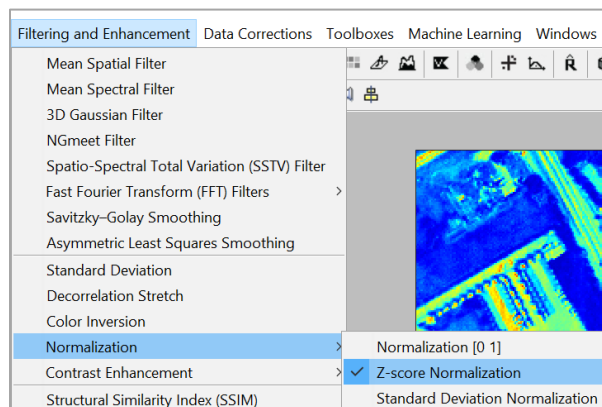 Filtering and Enhancement Data Corrections Toolboxes Machine Learning Windows
Mean Spatial Filter
Mean Spectral Filter
3D Gaussian Filter
NGmeet Filter
Spatio-Spectral Total Variation (SSTV) Filter
Fast Fourier Transform (FFT) Filters
Savitzky–Golay Smoothing
Asymmetric Least Squares Smoothing
Standard Deviation
Decorrelation Stretch
Color Inversion
Normalization
Contrast Enhancement
Structural Similarity Index (SSIM)
Normalization [0 1]
Z-score Normalization
Standard Deviation Normalization
R̂